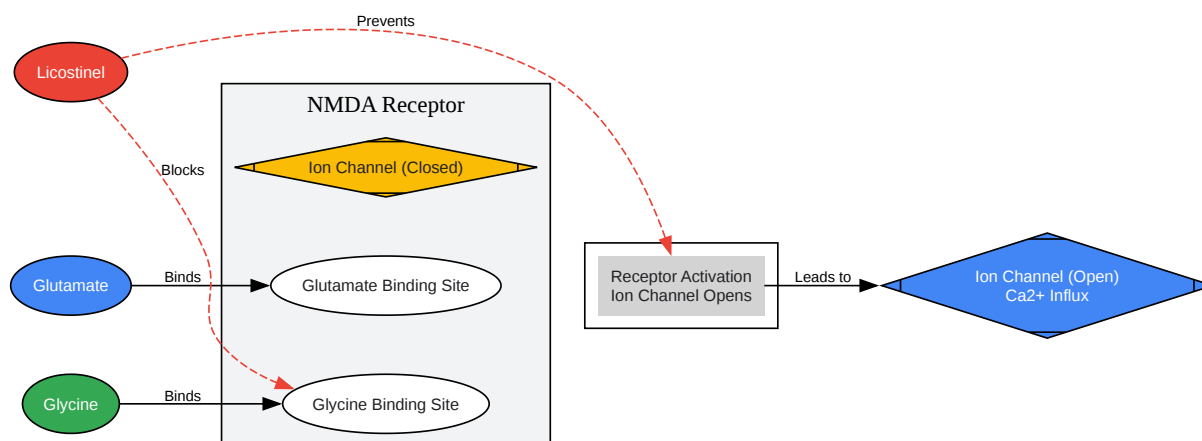 Prevents
Licostinel
NMDA Receptor
Blocks
Ion Channel (Closed)
Glutamate
Binds
Glutamate Binding Site
Receptor Activation
Ion Channel Opens
Leads to
Ion Channel (Open)
Ca2+ Influx
Glycine
Binds
Glycine Binding Site